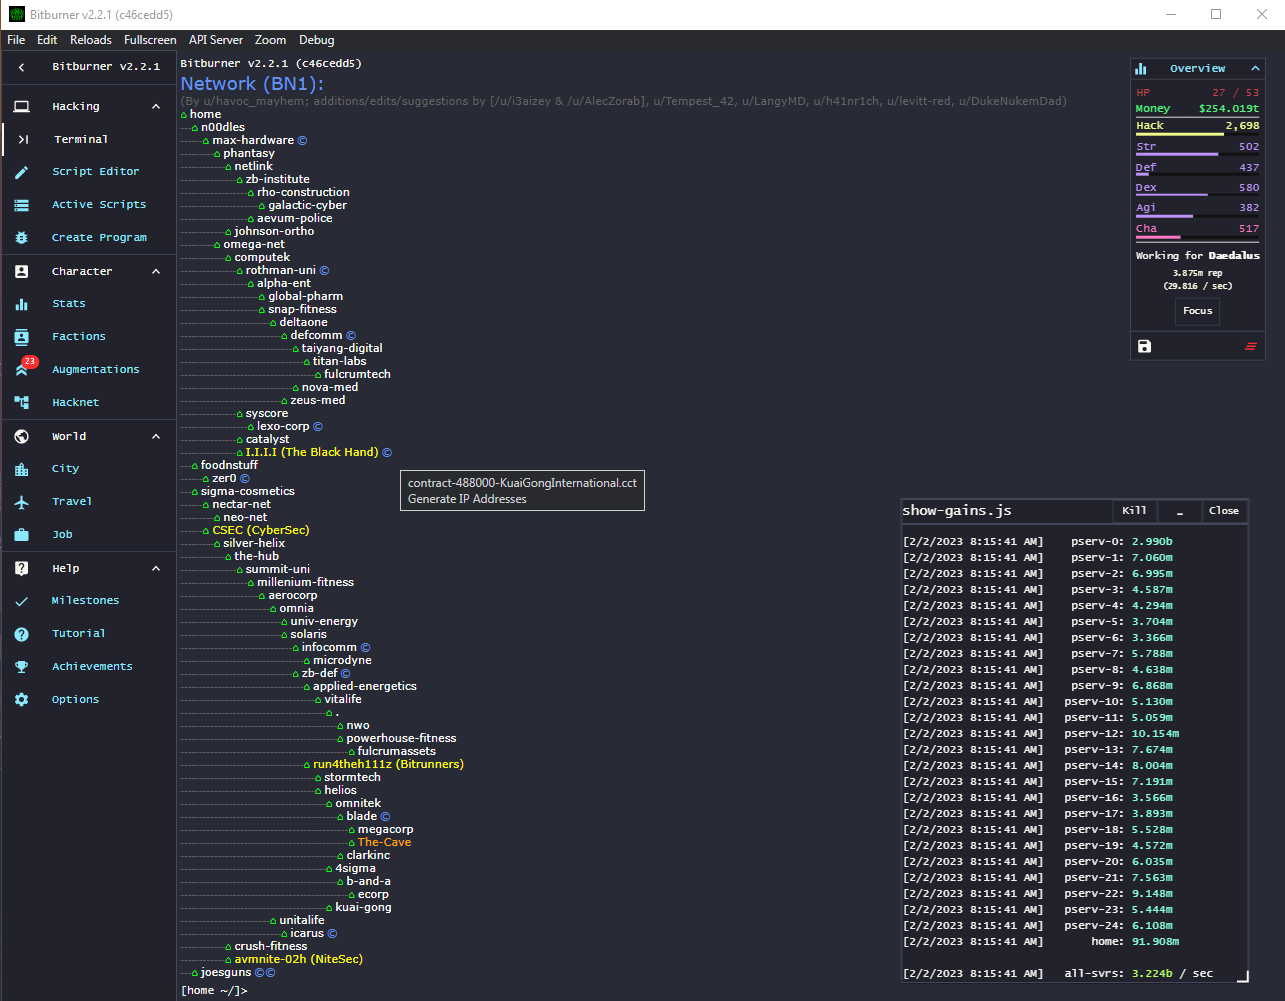 Bitburner v2.2.1 (c46cedd5)
File Edit Reloads Fullscreen API Server Zoom Debug
Bitburner v2.2.1
Hacking
Terminal
Script Editor
Active Scripts
Create Program
Character
Stats
Factions
23
Augmentations
Hacknet
World
City
Travel
Job
Help
Milestones
Tutorial
Achievements
Options
Bitburner v2.2.1 (c46cedd5)
Network (BN1):
(By u/havoc_mayhem; additions/edits/suggestions by [/u/i3aizey & /u/AlecZorab], u/Tempest_42, u/LangyMD, u/h41nr1ch, u/levitt-red, u/DukeNukemDad)
home
n00dles
max-hardware ©
phantasy
netlink
zb-institute
rho-construction
galactic-cyber
aevum-police
johnson-ortho
omega-net
computek
rothman-uni ©
alpha-ent
global-pharm
snap-fitness
deltaone
defcomm ©
taiyang-digital
titan-labs
fulcrumtech
nova-med
zeus-med
syscore
lexo-corp ©
catalyst
I.I.I.I (The Black Hand) ©
foodnstuff
zer0 ©
sigma-cosmetics
nectar-net
neo-net
CSEC (CyberSec)
silver-helix
the-hub
summit-uni
millenium-fitness
aerocorp
omnia
univ-energy
solaris
infocomm ©
microdyne
zb-def ©
applied-energetics
vitalife
.
nwo
powerhouse-fitness
fulcrumassets
run4theh111z (Bitrunners)
stormtech
helios
omnitek
blade ©
megacorp
The-Cave
clarkinc
4sigma
b-and-a
ecorp
kuai-gong
unitalife
icarus ©
crush-fitness
avmnite-02h (NiteSec)
joesguns ©©
[home ~/]>
contract-488000-KuaiGongInternational.cct
Generate IP Addresses
Overview
HP 27 / 53
Money $254.019t
Hack 2,698
Str 502
Def 437
Dex 580
Agi 382
Cha 517
Working for Daedalus
3.875m rep
(29.816 / sec)
Focus
show-gains.js Kill _ Close
[2/2/2023 8:15:41 AM] pserv-0: 2.990b
[2/2/2023 8:15:41 AM] pserv-1: 7.060m
[2/2/2023 8:15:41 AM] pserv-2: 6.995m
[2/2/2023 8:15:41 AM] pserv-3: 4.587m
[2/2/2023 8:15:41 AM] pserv-4: 4.294m
[2/2/2023 8:15:41 AM] pserv-5: 3.704m
[2/2/2023 8:15:41 AM] pserv-6: 3.366m
[2/2/2023 8:15:41 AM] pserv-7: 5.788m
[2/2/2023 8:15:41 AM] pserv-8: 4.638m
[2/2/2023 8:15:41 AM] pserv-9: 6.868m
[2/2/2023 8:15:41 AM] pserv-10: 5.130m
[2/2/2023 8:15:41 AM] pserv-11: 5.059m
[2/2/2023 8:15:41 AM] pserv-12: 10.154m
[2/2/2023 8:15:41 AM] pserv-13: 7.674m
[2/2/2023 8:15:41 AM] pserv-14: 8.004m
[2/2/2023 8:15:41 AM] pserv-15: 7.191m
[2/2/2023 8:15:41 AM] pserv-16: 3.566m
[2/2/2023 8:15:41 AM] pserv-17: 3.893m
[2/2/2023 8:15:41 AM] pserv-18: 5.528m
[2/2/2023 8:15:41 AM] pserv-19: 4.572m
[2/2/2023 8:15:41 AM] pserv-20: 6.035m
[2/2/2023 8:15:41 AM] pserv-21: 7.563m
[2/2/2023 8:15:41 AM] pserv-22: 9.148m
[2/2/2023 8:15:41 AM] pserv-23: 5.444m
[2/2/2023 8:15:41 AM] pserv-24: 6.108m
[2/2/2023 8:15:41 AM] home: 91.908m
[2/2/2023 8:15:41 AM] all-svrs: 3.224b / sec